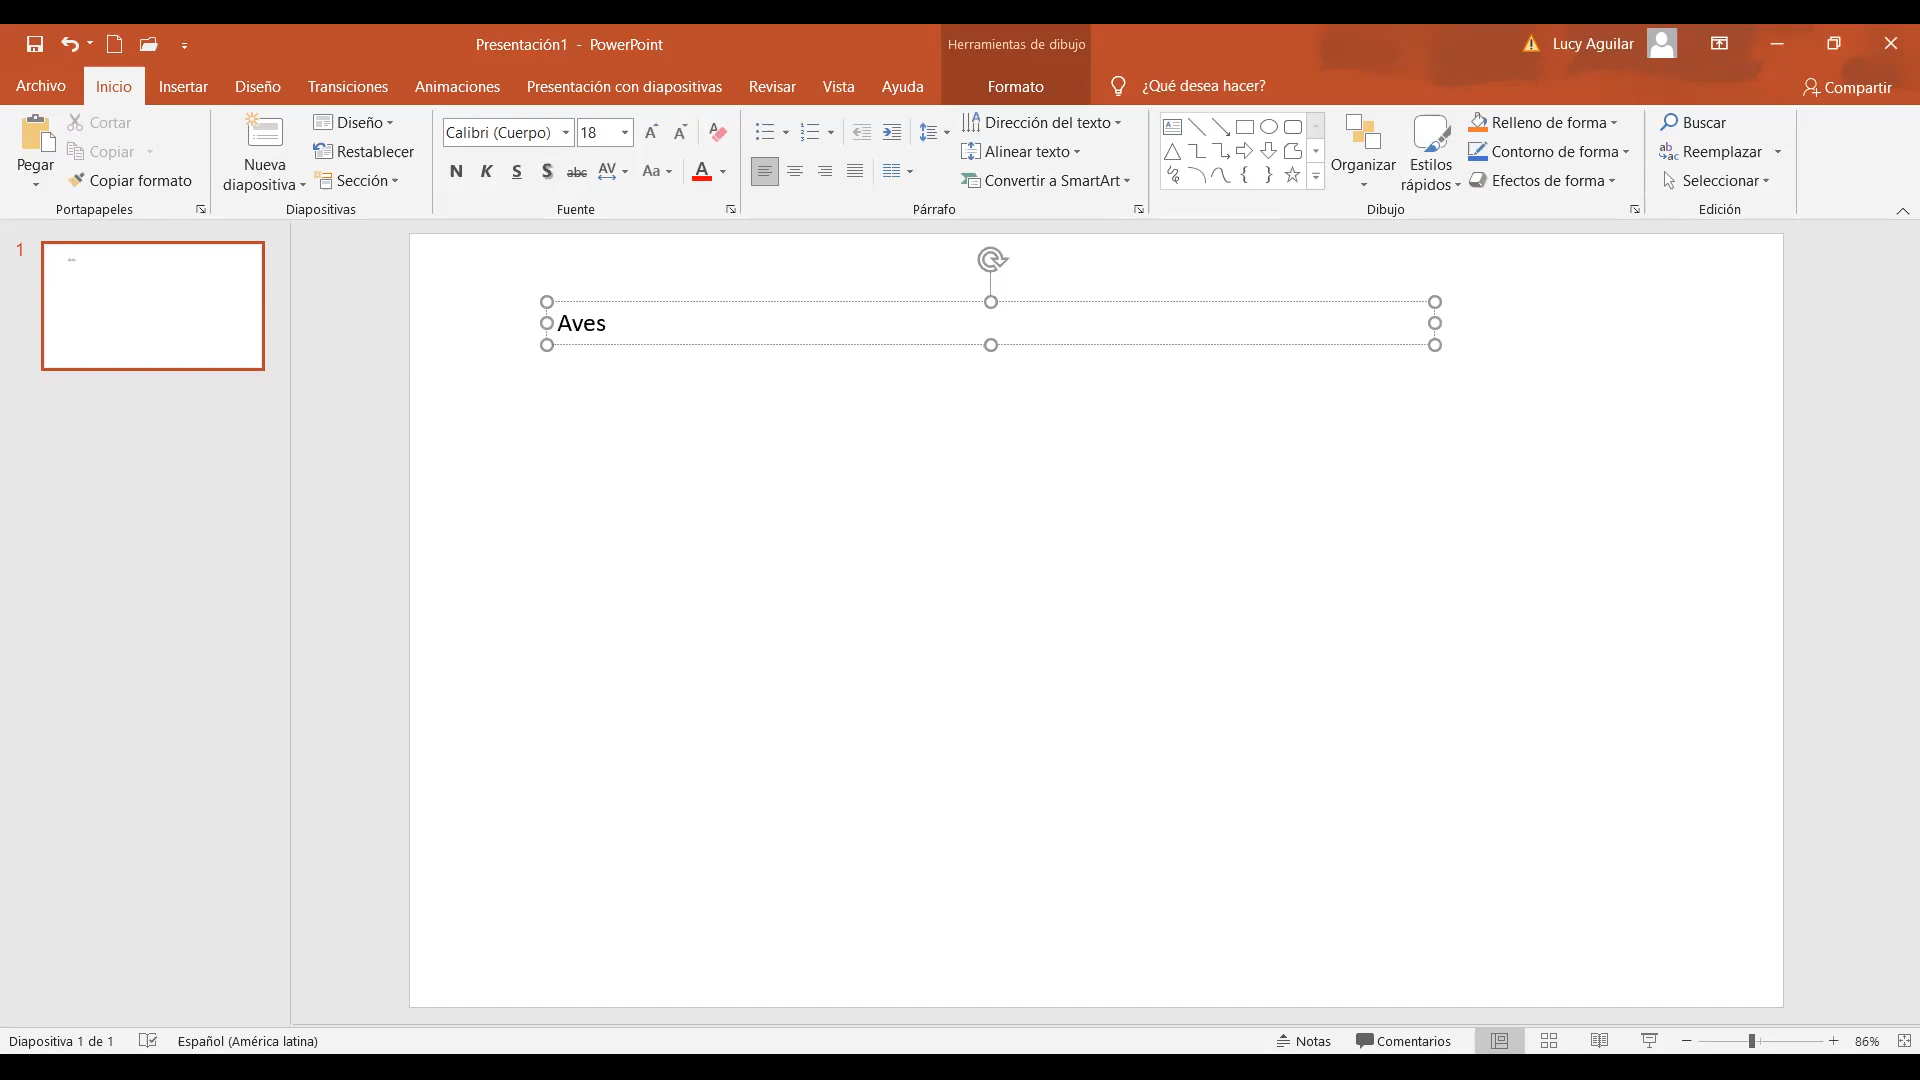 Presentación1 - PowerPoint
Herramientas de dibujo
Lucy Aguilar
Archivo Inicio Insertar Diseño Transiciones Animaciones Presentación con diapositivas Revisar Vista Ayuda Formato ¿Qué desea hacer? Compartir
Pegar
Cortar
Copiar
Copiar formato
Portapapeles
Nueva diapositiva
Diseño
Restablecer
Sección
Diapositivas
Calibri (Cuerpo) 18
N K S S abc AV Aa A
Fuente
Dirección del texto
Alinear texto
Convertir a SmartArt
Párrafo
Organizar
Estilos rápidos
Relleno de forma
Contorno de forma
Efectos de forma
Dibujo
Buscar
Reemplazar
Seleccionar
Edición
1
Aves
Diapositiva 1 de 1 Español (América latina) Notas Comentarios 86%